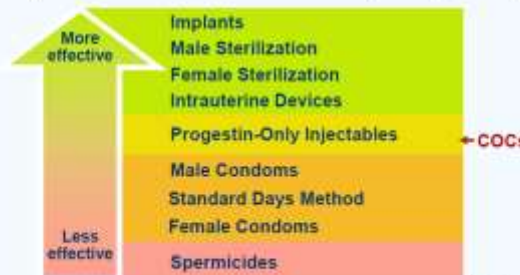 More
effective
Implants
Male Sterilization
Female Sterilization
Intrauterine Devices
Progestin-Only Injectables
COCs
Male Condoms
Standard Days Method
Female Condoms
Less
effective
Spermicides